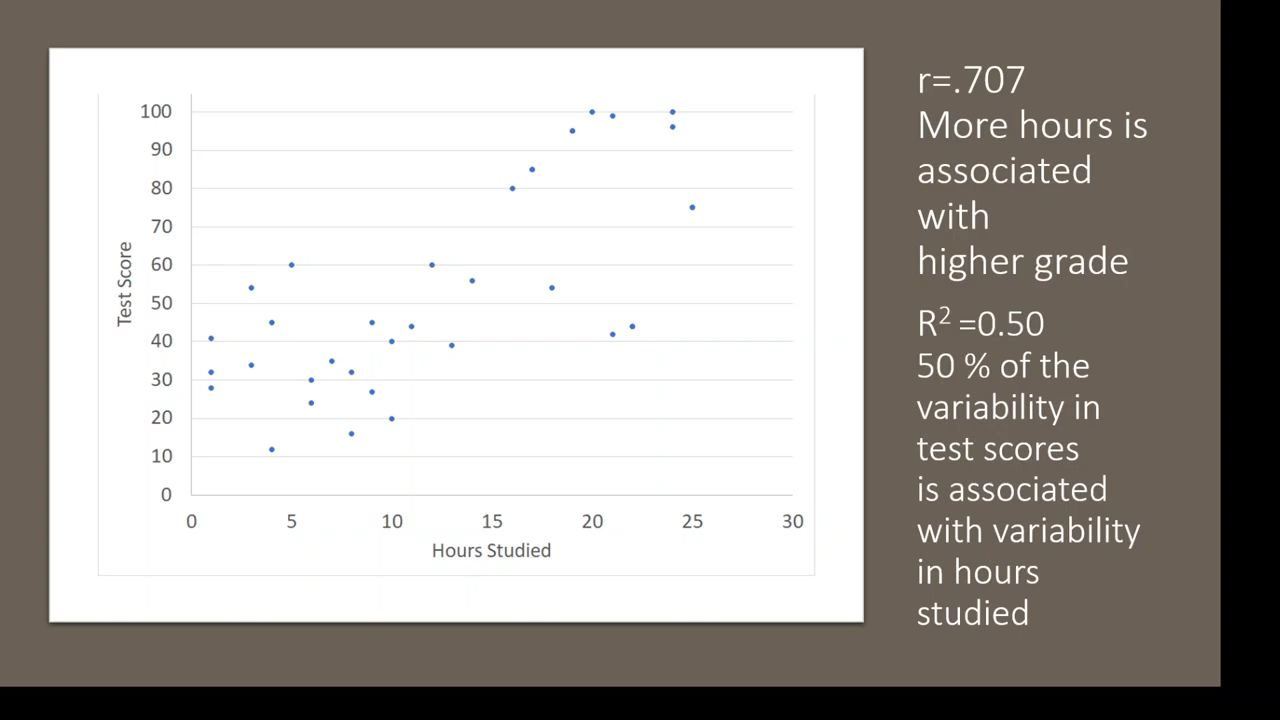 100
90
80
70
60
50
40
30
20
10
0
Test Score
0 5 10 15 20 25 30
Hours Studied
r=.707
More hours is
associated
with
higher grade
R² =0.50
50 % of the
variability in
test scores
is associated
with variability
in hours
studied